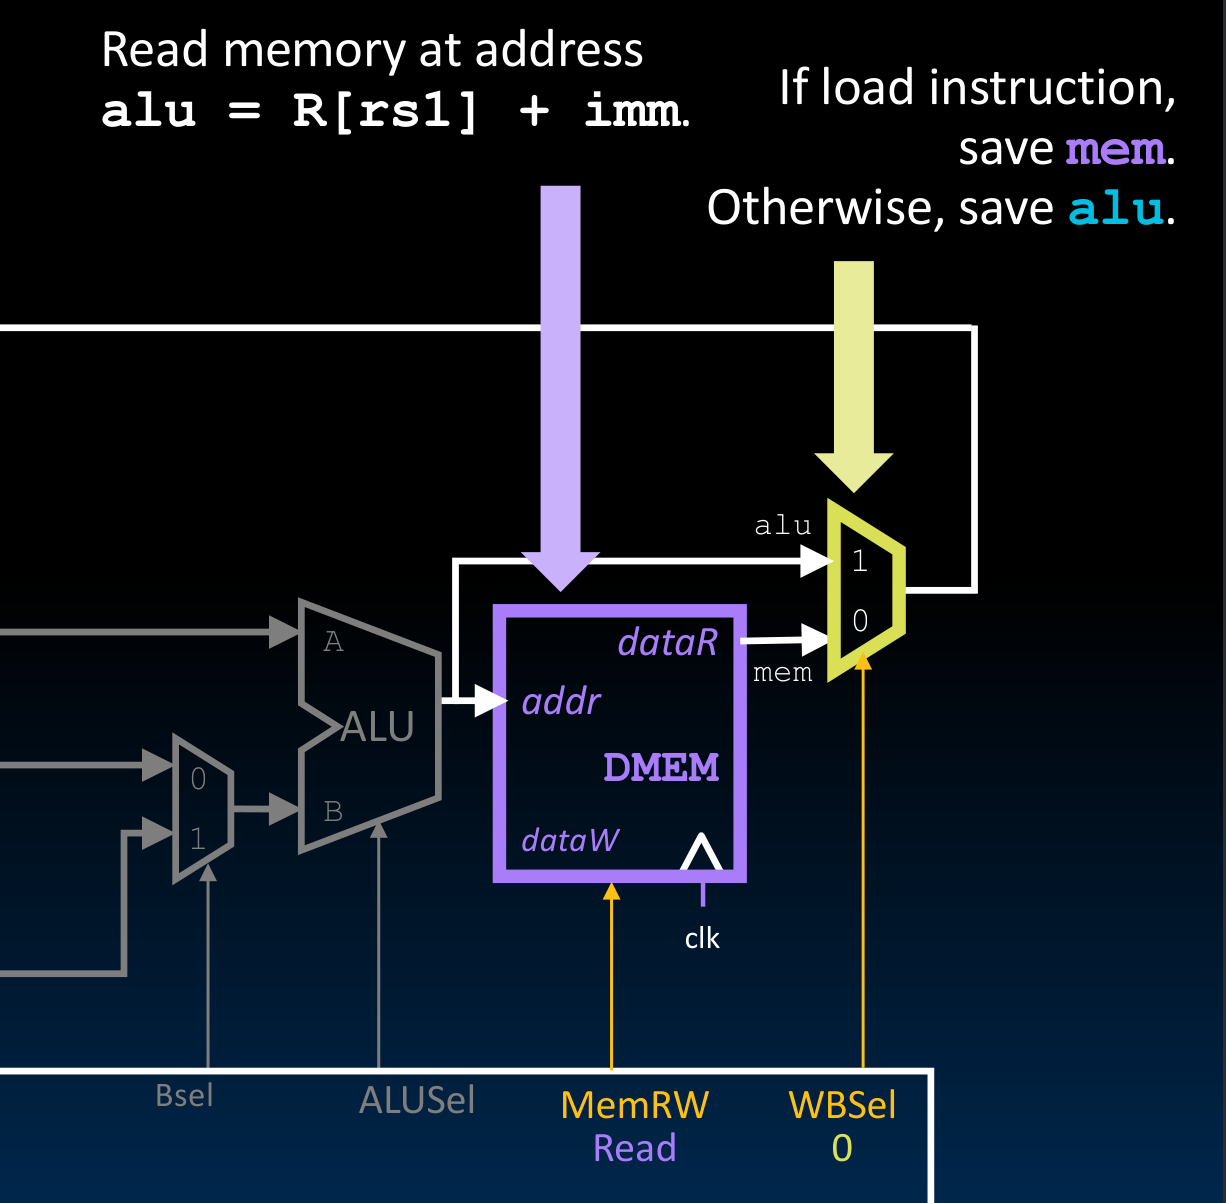 Read memory at address
alu = R[rs1] + imm.
If load instruction,
save mem.
Otherwise, save alu.
alu
1
0
mem
A
ALU
B
0
1
dataR
addr
DMEM
dataW
clk
Bsel
ALUSel
MemRW
Read
WBSel
0